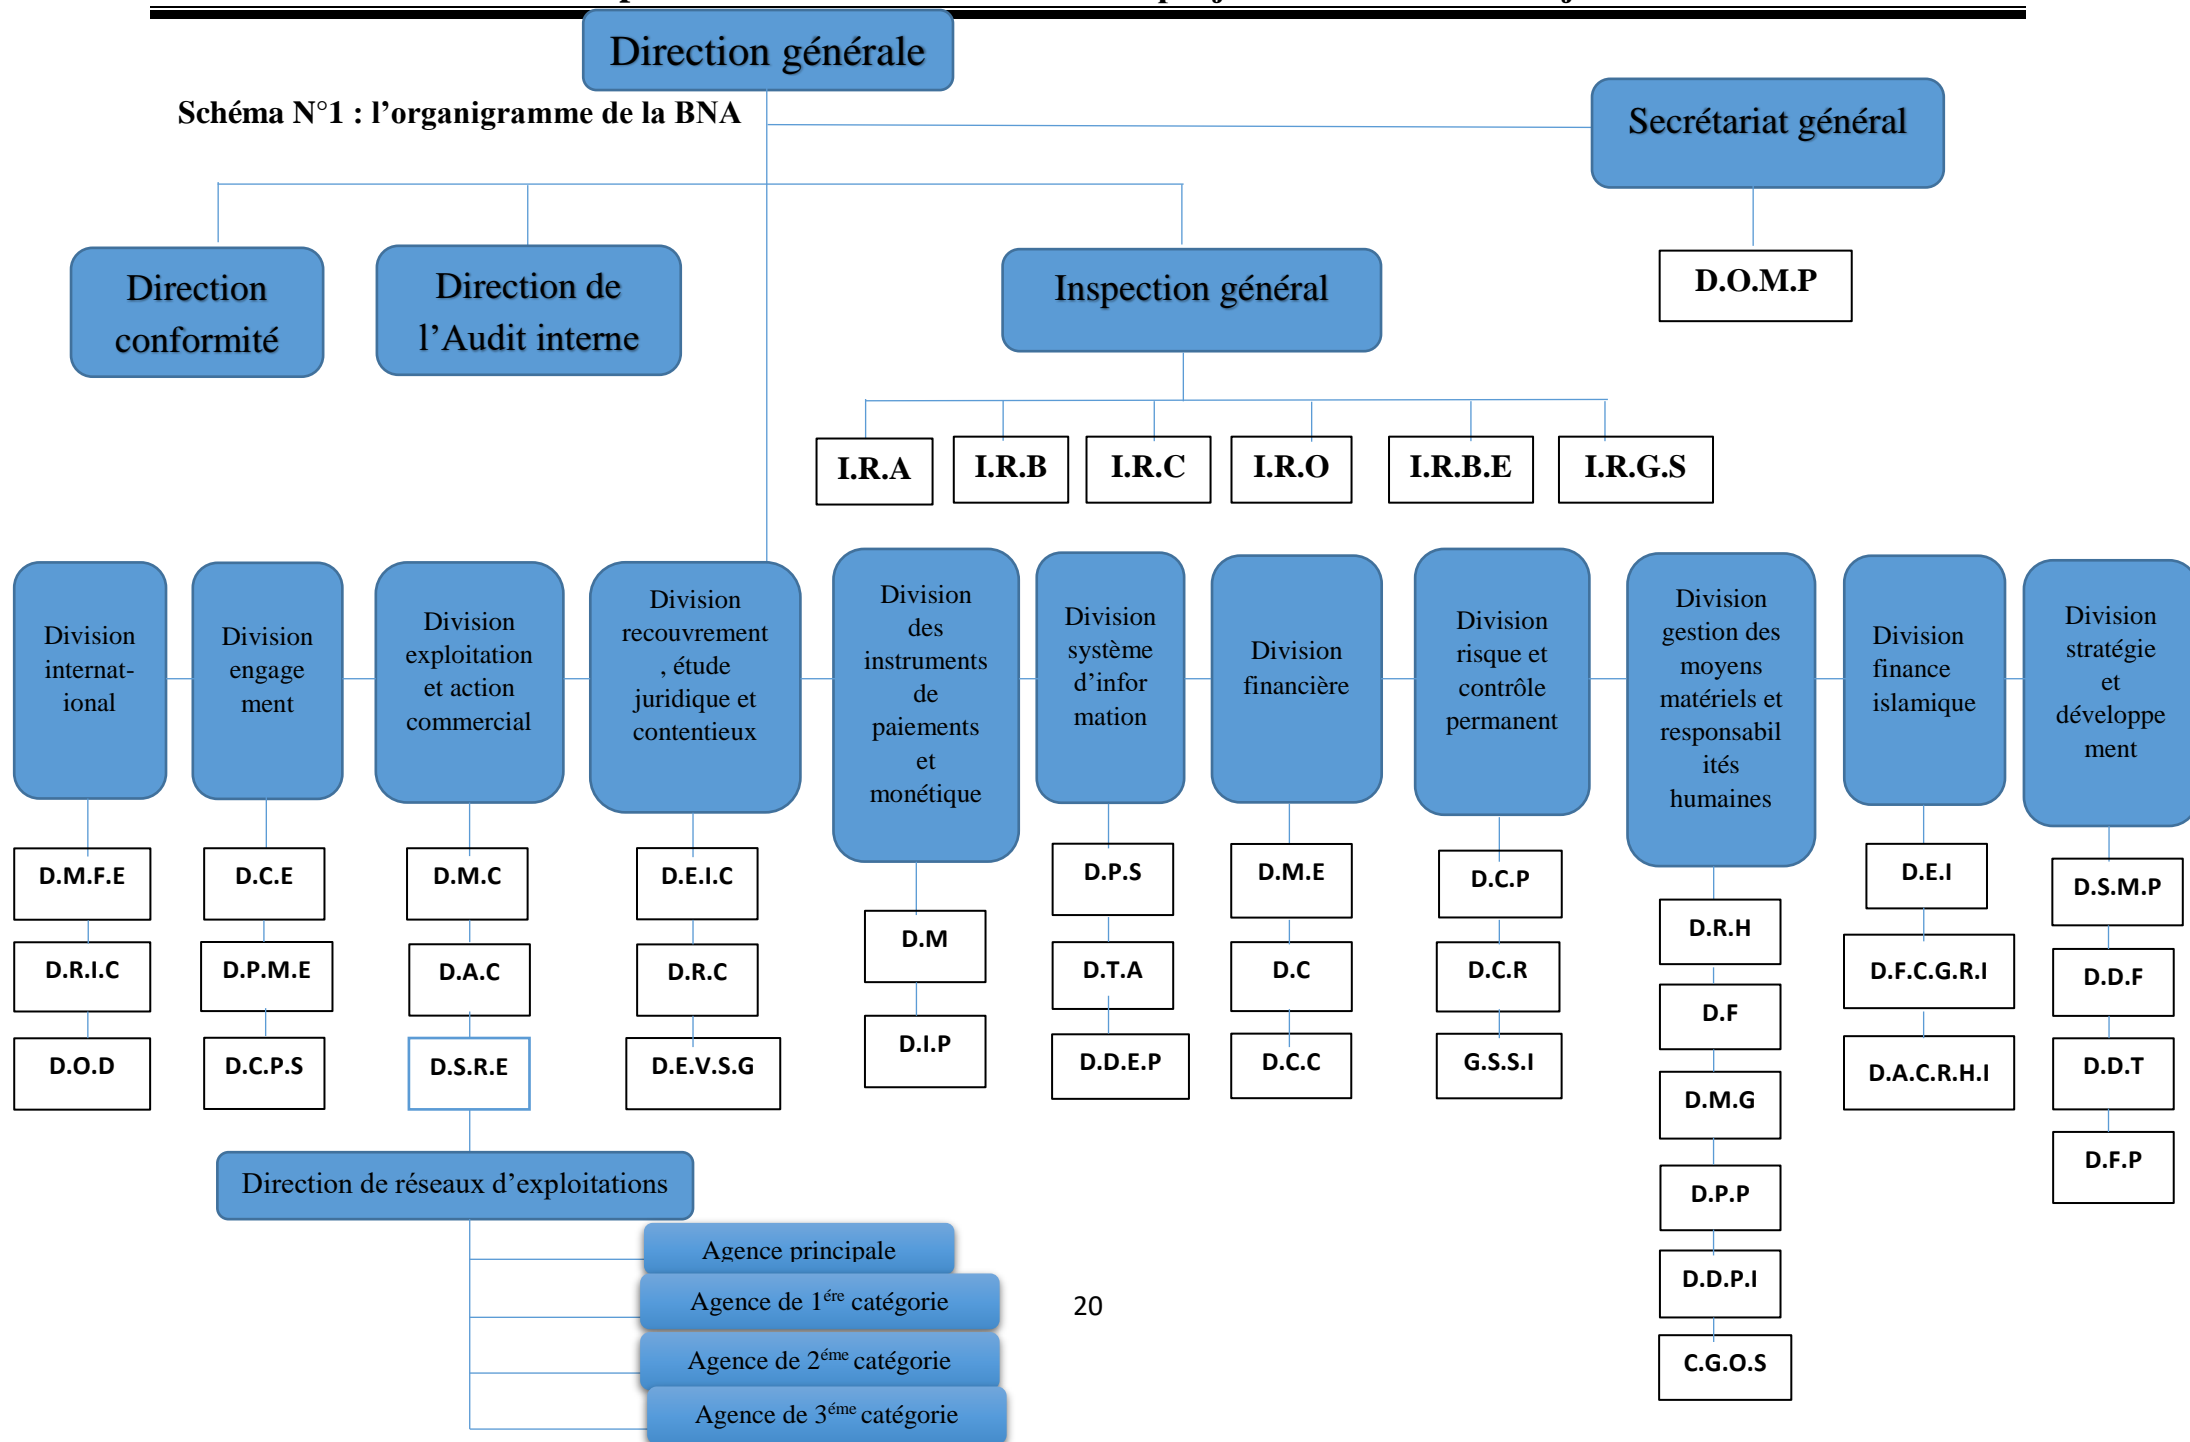 Direction générale
Schéma N°1 : l’organigramme de la BNA
Secrétariat général
Direction
conformité
Direction de
l’Audit interne
Inspection général
D.O.M.P
I.R.A
I.R.B
I.R.C
I.R.O
I.R.B.E
I.R.G.S
Division
internat-
ional
Division
engage
ment
Division
exploitation
et action
commercial
Division
recouvrement
, étude
juridique et
contentieux
Division
des
instruments
de
paiements
et
monétique
Division
système
d’infor
mation
Division
financière
Division
risque et
contrôle
permanent
Division
gestion des
moyens
matériels et
responsabil
ités
humaines
Division
finance
islamique
Division
stratégie
et
développe
ment
D.M.F.E
D.R.I.C
D.O.D
D.C.E
D.P.M.E
D.C.P.S
D.M.C
D.A.C
D.S.R.E
D.E.I.C
D.R.C
D.E.V.S.G
D.M
D.I.P
D.P.S
D.T.A
D.D.E.P
D.M.E
D.C
D.C.C
D.C.P
D.C.R
G.S.S.I
D.R.H
D.F
D.M.G
D.P.P
D.D.P.I
C.G.O.S
D.E.I
D.F.C.G.R.I
D.A.C.R.H.I
D.S.M.P
D.D.F
D.D.T
D.F.P
Direction de réseaux d’exploitations
Agence principale
Agence de 1ére catégorie
Agence de 2éme catégorie
Agence de 3éme catégorie
20